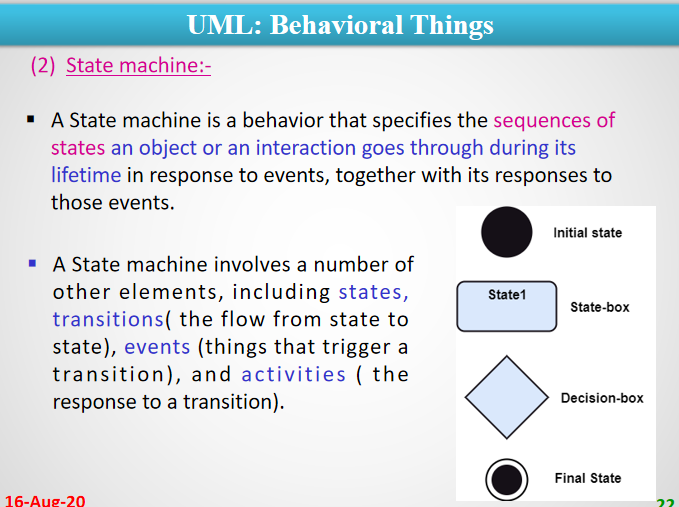 UML: Behavioral Things
(2) State machine:-
▪ A State machine is a behavior that specifies the sequences of
states an object or an interaction goes through during its
lifetime in response to events, together with its responses to
those events.
▪ A State machine involves a number of
other elements, including states,
transitions( the flow from state to
state), events (things that trigger a
transition), and activities ( the
response to a transition).
Initial state
State1
State-box
Decision-box
Final State
16-Aug-20
22